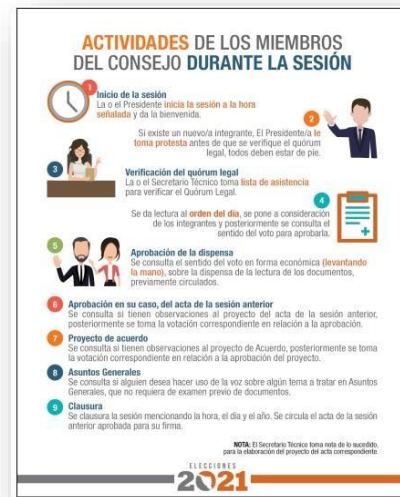 ACTIVIDADES DE LOS MIEMBROS
DEL CONSEJO DURANTE LA SESIÓN
1
Inicio de la sesión
La o el Presidente inicia la sesión a la hora
señalada y da la bienvenida.
2
Si existe un nuevo/a integrante, El Presidente/a le
toma protesta antes de que se verifique el quórum
legal, todos deben estar de pie.
3
Verificación del quórum legal
La o el Secretario Técnico toma lista de asistencia
para verificar el Quórum Legal.
4
Se da lectura al orden del día, se pone a consideración
de los integrantes y posteriormente se consulta el
sentido del voto para aprobarla.
5
Aprobación de la dispensa
Se consulta el sentido del voto en forma económica (levantando
la mano), sobre la dispensa de la lectura de los documentos,
previamente circulados.
6 Aprobación en su caso, del acta de la sesión anterior
Se consulta si tienen observaciones al proyecto del acta de la sesión anterior,
posteriormente se toma la votación correspondiente en relación a la aprobación.
7 Proyecto de acuerdo
Se consulta si tienen observaciones al proyecto de Acuerdo, posteriormente se toma
la votación correspondiente en relación a la aprobación del proyecto.
8 Asuntos Generales
Se consulta si alguien desea hacer uso de la voz sobre algún tema a tratar en Asuntos
Generales, que no requiera de examen previo de documentos.
9 Clausura
Se clausura la sesión mencionando la hora, el día y el año. Se circula el acta de la sesión
anterior aprobada para su firma.
NOTA: El Secretario Técnico toma nota de lo sucedido,
para la elaboración del proyecto del acta correspondiente.
ELECCIONES
2021